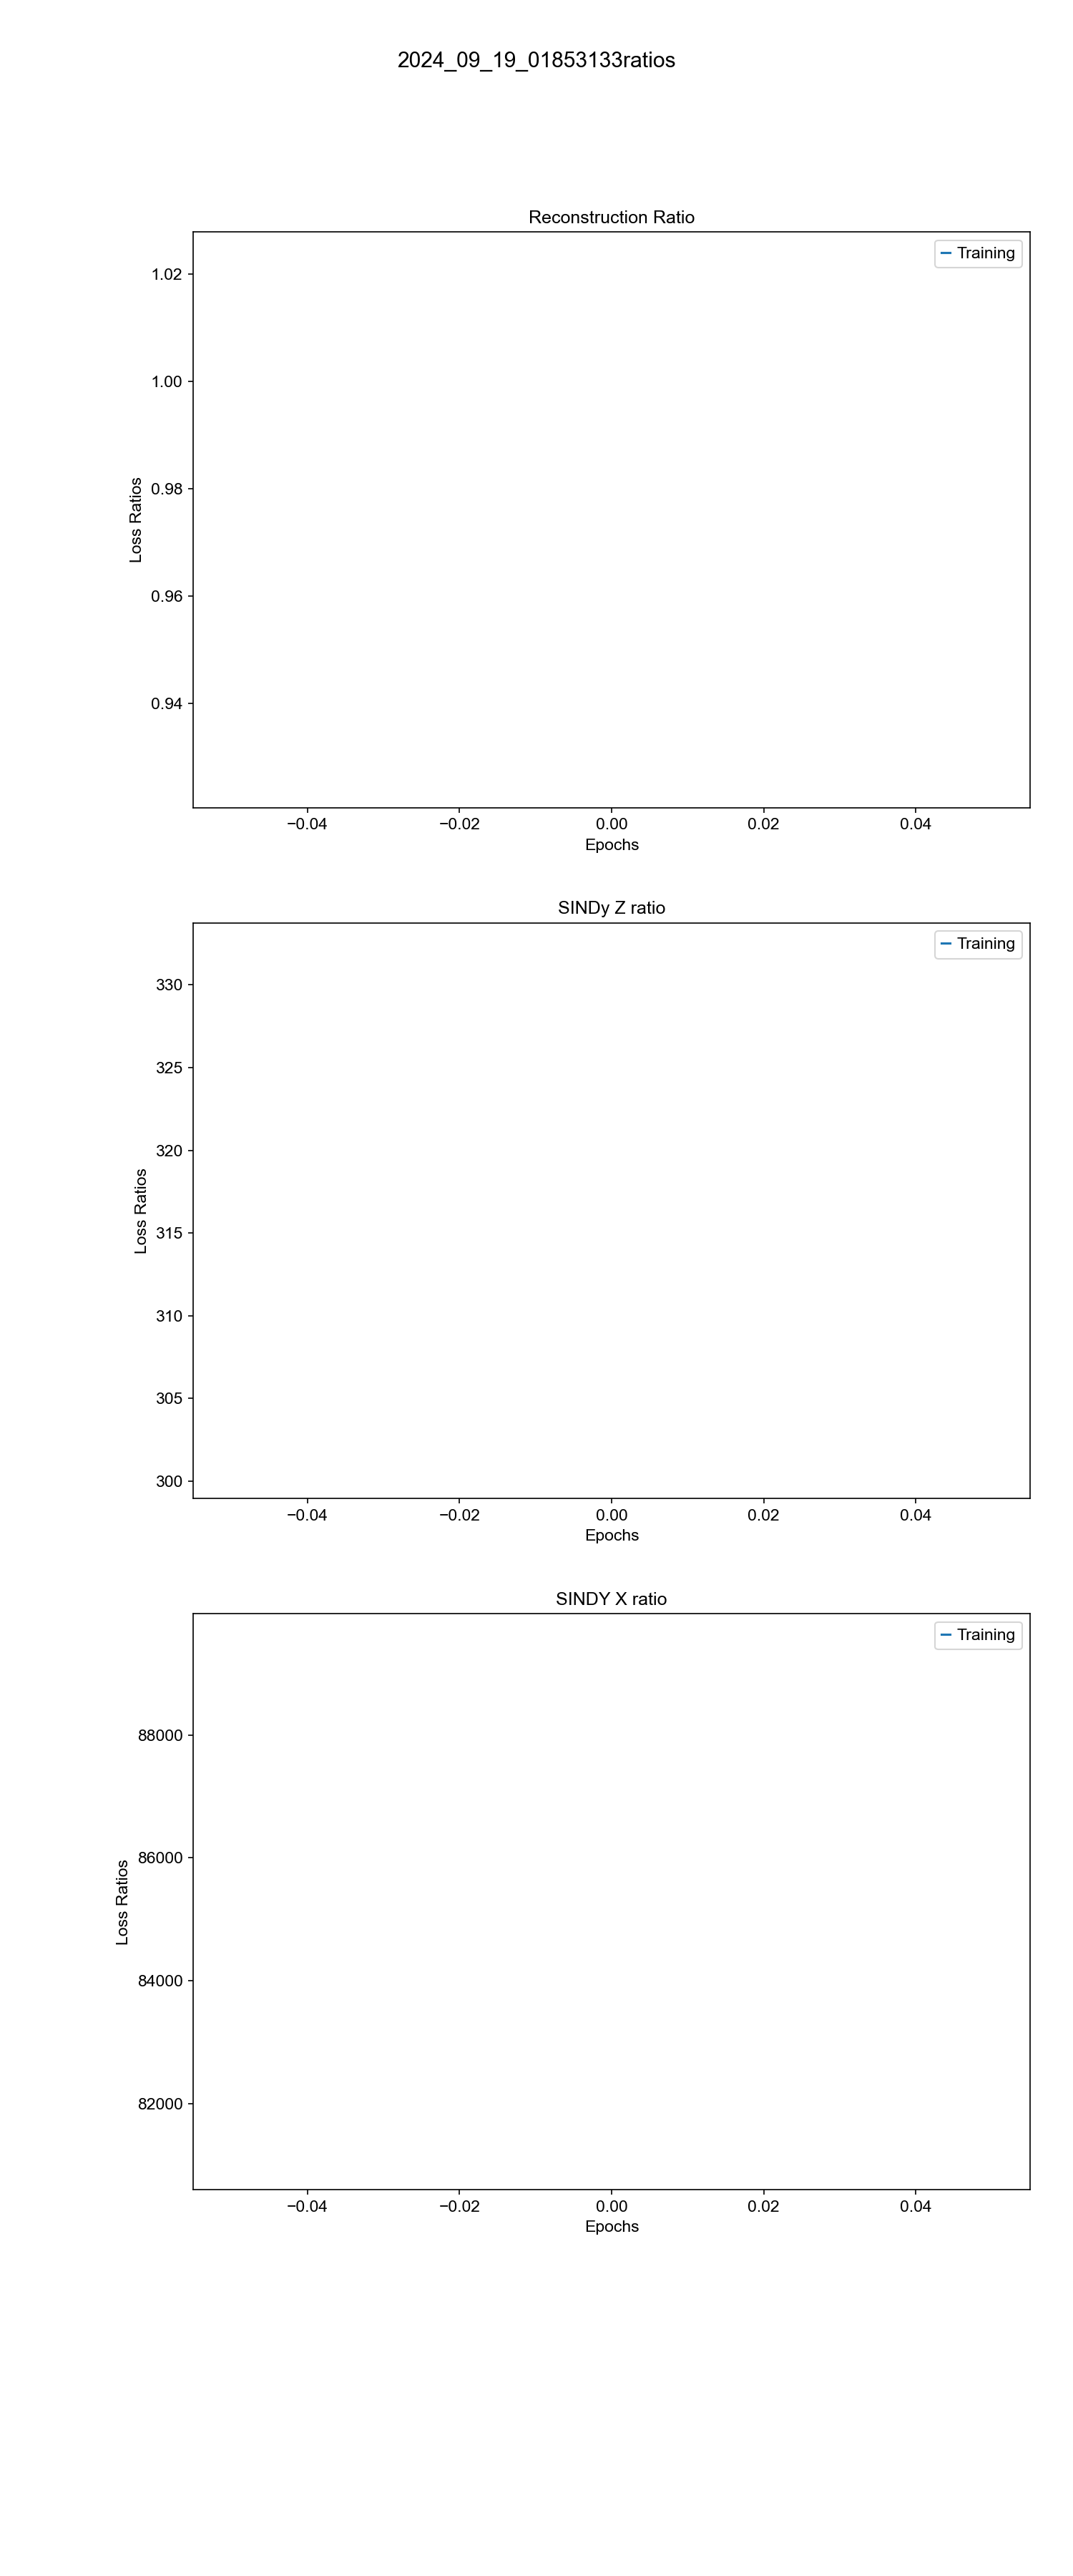 2024_09_19_01853133ratios
Reconstruction Ratio
Training
1.02
1.00
0.98
0.96
0.94
Loss Ratios
−0.04 −0.02 0.00 0.02 0.04
Epochs
SINDy Z ratio
Training
330
325
320
315
310
305
300
Loss Ratios
−0.04 −0.02 0.00 0.02 0.04
Epochs
SINDY X ratio
Training
88000
86000
84000
82000
Loss Ratios
−0.04 −0.02 0.00 0.02 0.04
Epochs